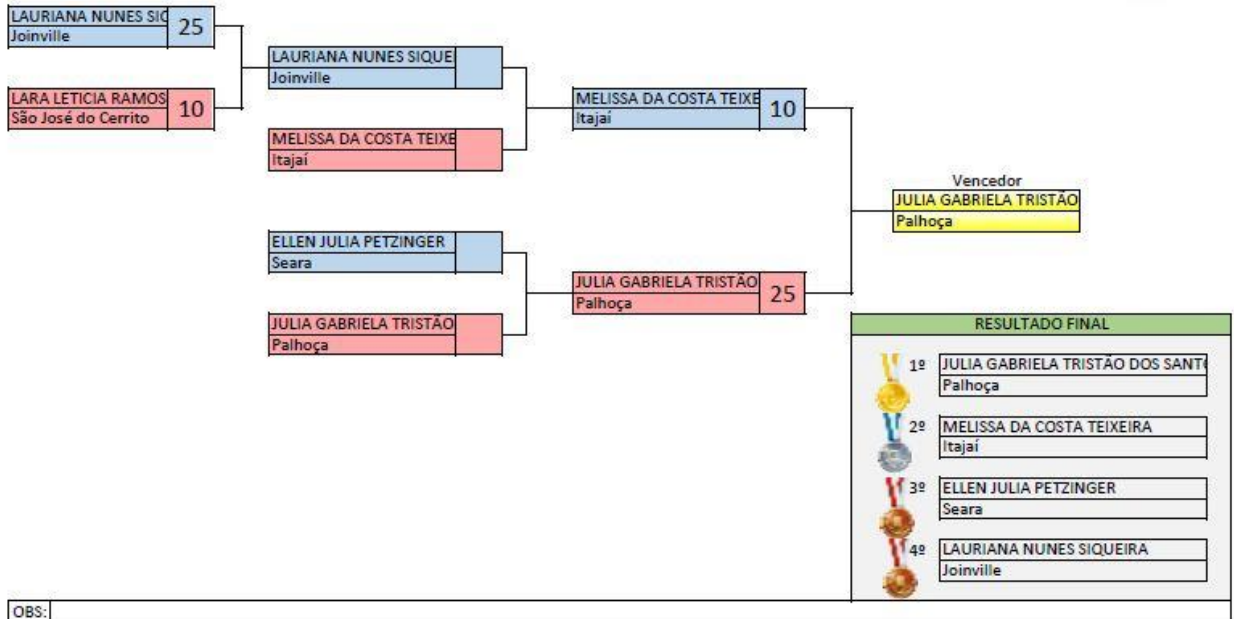 LAURIANA NUNES SIC
Joinville
25
LARA LETICIA RAMOS
São José do Cerrito
10
LAURIANA NUNES SIQUEI
Joinville
MELISSA DA COSTA TEIXE
Itajaí
ELLEN JULIA PETZINGER
Seara
JULIA GABRIELA TRISTÃO
Palhoça
MELISSA DA COSTA TEIXE
Itajaí
10
JULIA GABRIELA TRISTÃO
Palhoça
25
Vencedor
JULIA GABRIELA TRISTÃO
Palhoça
RESULTADO FINAL
1º JULIA GABRIELA TRISTÃO DOS SANTO
Palhoça
2º MELISSA DA COSTA TEIXEIRA
Itajaí
3º ELLEN JULIA PETZINGER
Seara
4º LAURIANA NUNES SIQUEIRA
Joinville
OBS: